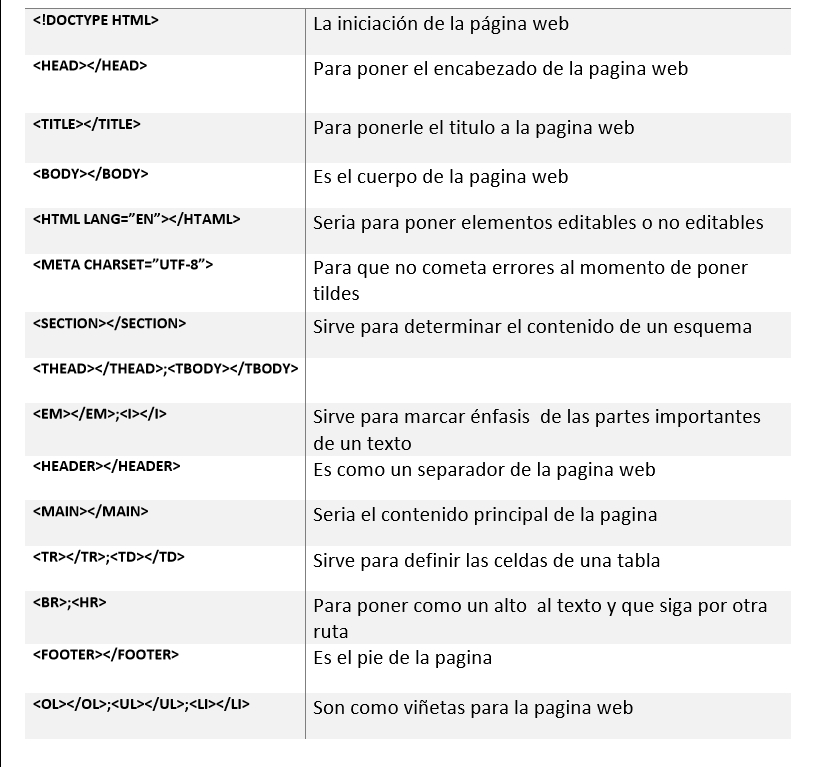 <!DOCTYPE HTML>
La iniciación de la página web
<HEAD></HEAD>
Para poner el encabezado de la pagina web
<TITLE></TITLE>
Para ponerle el titulo a la pagina web
<BODY></BODY>
Es el cuerpo de la pagina web
<HTML LANG=”EN”></HTAML>
Seria para poner elementos editables o no editables
<META CHARSET=”UTF-8”>
Para que no cometa errores al momento de poner
tildes
<SECTION></SECTION>
Sirve para determinar el contenido de un esquema
<THEAD></THEAD>;<TBODY></TBODY>
<EM></EM>;<I></I>
Sirve para marcar énfasis  de las partes importantes
de un texto
<HEADER></HEADER>
Es como un separador de la pagina web
<MAIN></MAIN>
Seria el contenido principal de la pagina
<TR></TR>;<TD></TD>
Sirve para definir las celdas de una tabla
<BR>;<HR>
Para poner como un alto  al texto y que siga por otra
ruta
<FOOTER></FOOTER>
Es el pie de la pagina
<OL></OL>;<UL></UL>;<LI></LI>
Son como viñetas para la pagina web